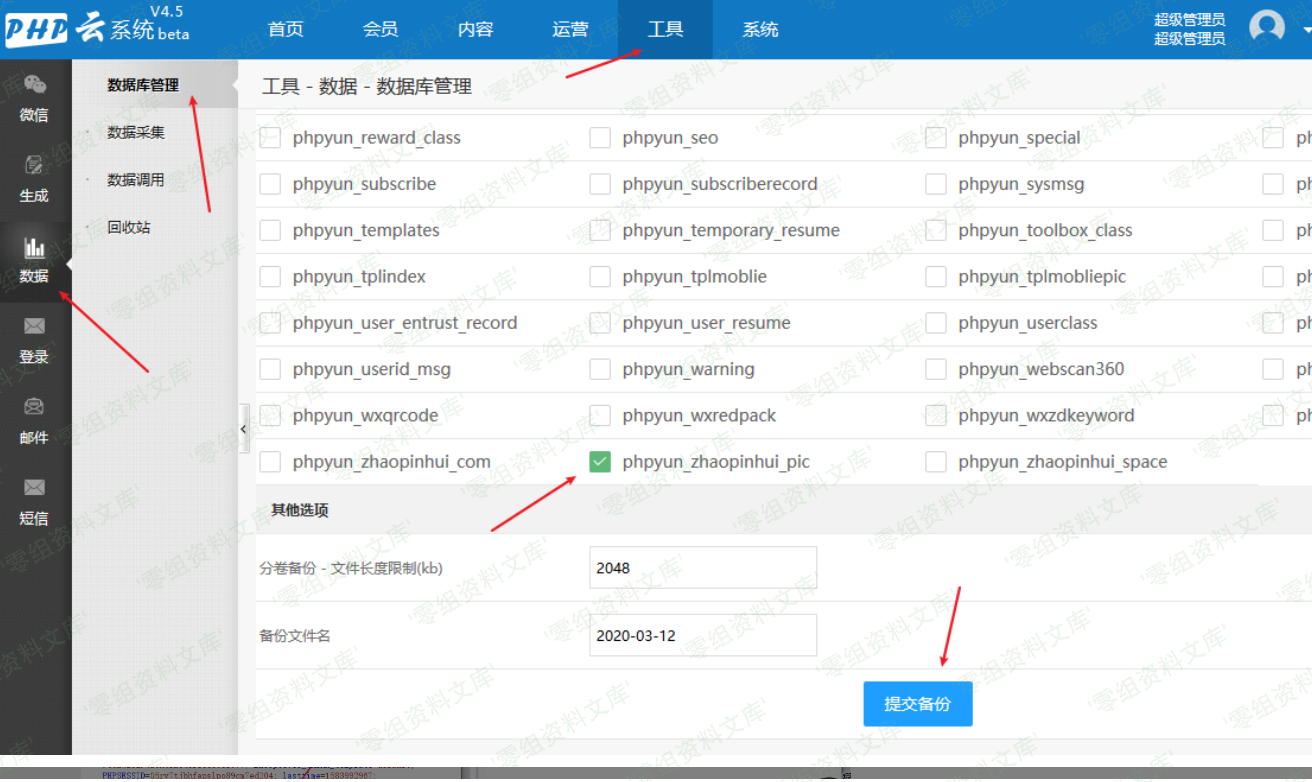 PHP云系统 V4.5 beta
首页 会员 内容 运营 工具 系统
超级管理员
超级管理员
微信
生成
数据
登录
邮件
短信
数据库管理
数据采集
数据调用
回收站
工具 - 数据 - 数据库管理
phpyun_reward_class phpyun_seo phpyun_special ph
phpyun_subscribe phpyun_subscriberecord phpyun_sysmsg ph
phpyun_templates phpyun_temporary_resume phpyun_toolbox_class ph
phpyun_tplindex phpyun_tplmoblie phpyun_tplmobliepic ph
phpyun_user_entrust_record phpyun_user_resume phpyun_userclass ph
phpyun_userid_msg phpyun_warning phpyun_webscan360 ph
phpyun_wxqrcode phpyun_wxredpack phpyun_wxzdkeyword ph
phpyun_zhaopinhui_com phpyun_zhaopinhui_pic phpyun_zhaopinhui_space
其他选项
分卷备份 - 文件长度限制(kb) 2048
备份文件名 2020-03-12
提交备份
零组资料文库